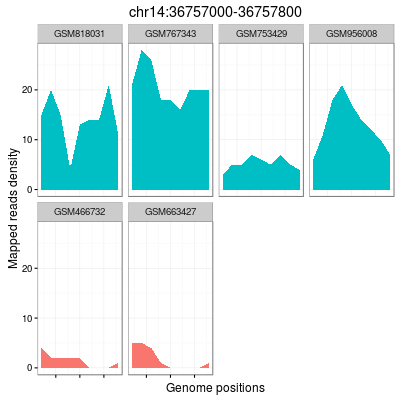 chr14:36757000-36757800
GSM818031 GSM767343 GSM753429 GSM956008
20
10
0
GSM466732 GSM663427
20
10
0
Mapped reads density
Genome positions